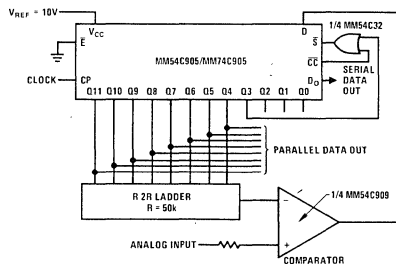 V_REF = 10V
1/4 MM54C32
V_CC
D
E̅
S̅
MM54C905/MM74C905
C̅C̅
CLOCK
CP
D_O
SERIAL
DATA
OUT
Q11 Q10 Q9 Q8 Q7 Q6 Q5 Q4 Q3 Q2 Q1 Q0
PARALLEL DATA OUT
R 2R LADDER
R = 50k
1/4 MM54C909
−
ANALOG INPUT
+
COMPARATOR